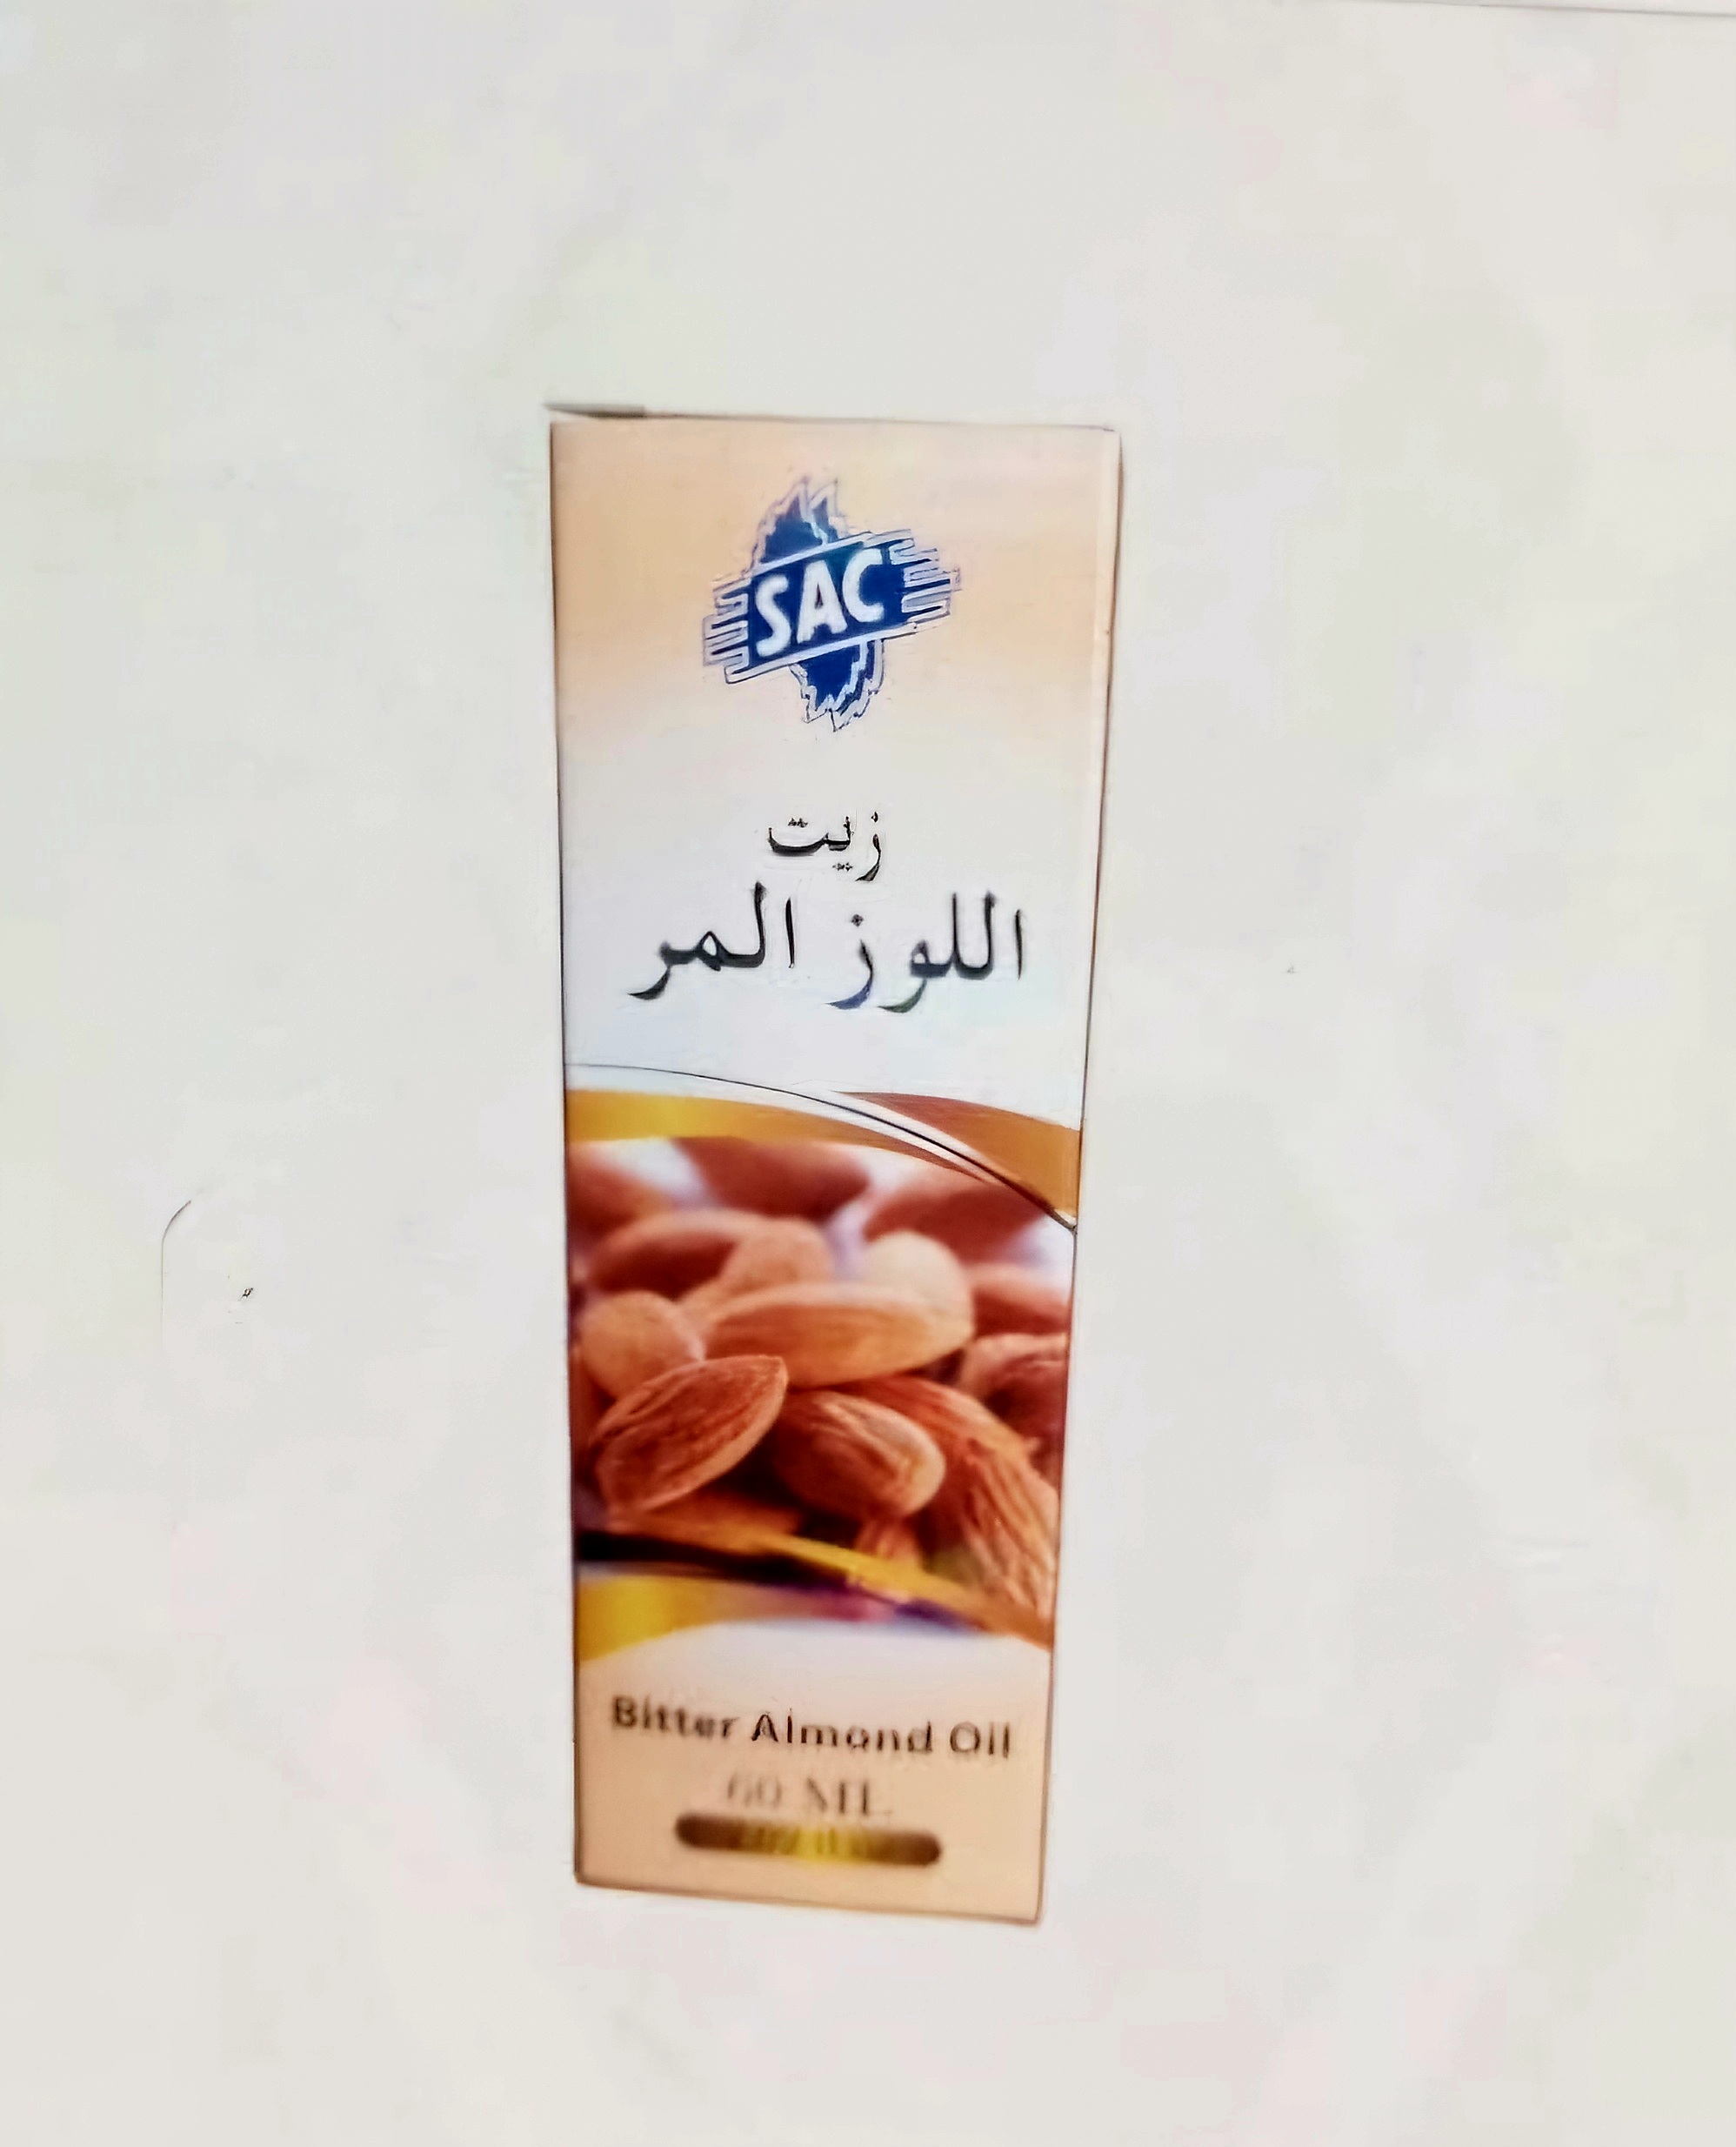 SAC
زيت
اللوز المر
Bitter Almond Oil
60 ML